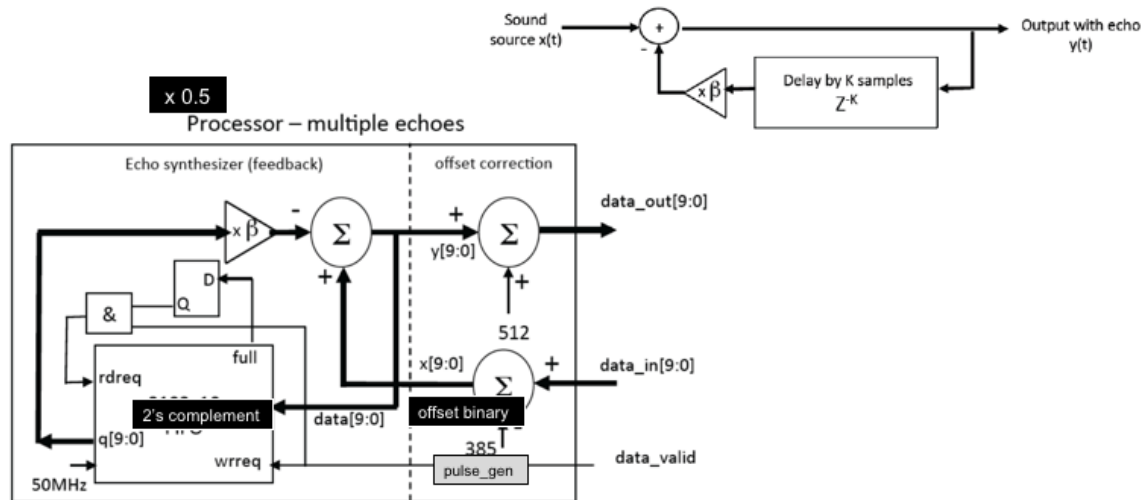 Sound
source x(t)
+
-
Output with echo
y(t)
x β
Delay by K samples
Z-K
x 0.5
Processor – multiple echoes
Echo synthesizer (feedback)
offset correction
data_out[9:0]
x β
-
Σ
+
+
y[9:0]
Σ
+
D
Q
&
512
full
x[9:0]
+
data_in[9:0]
rdreq
Σ
2's complement
data[9:0]
offset binary
q[9:0]
385
wrreq
pulse_gen
data_valid
50MHz